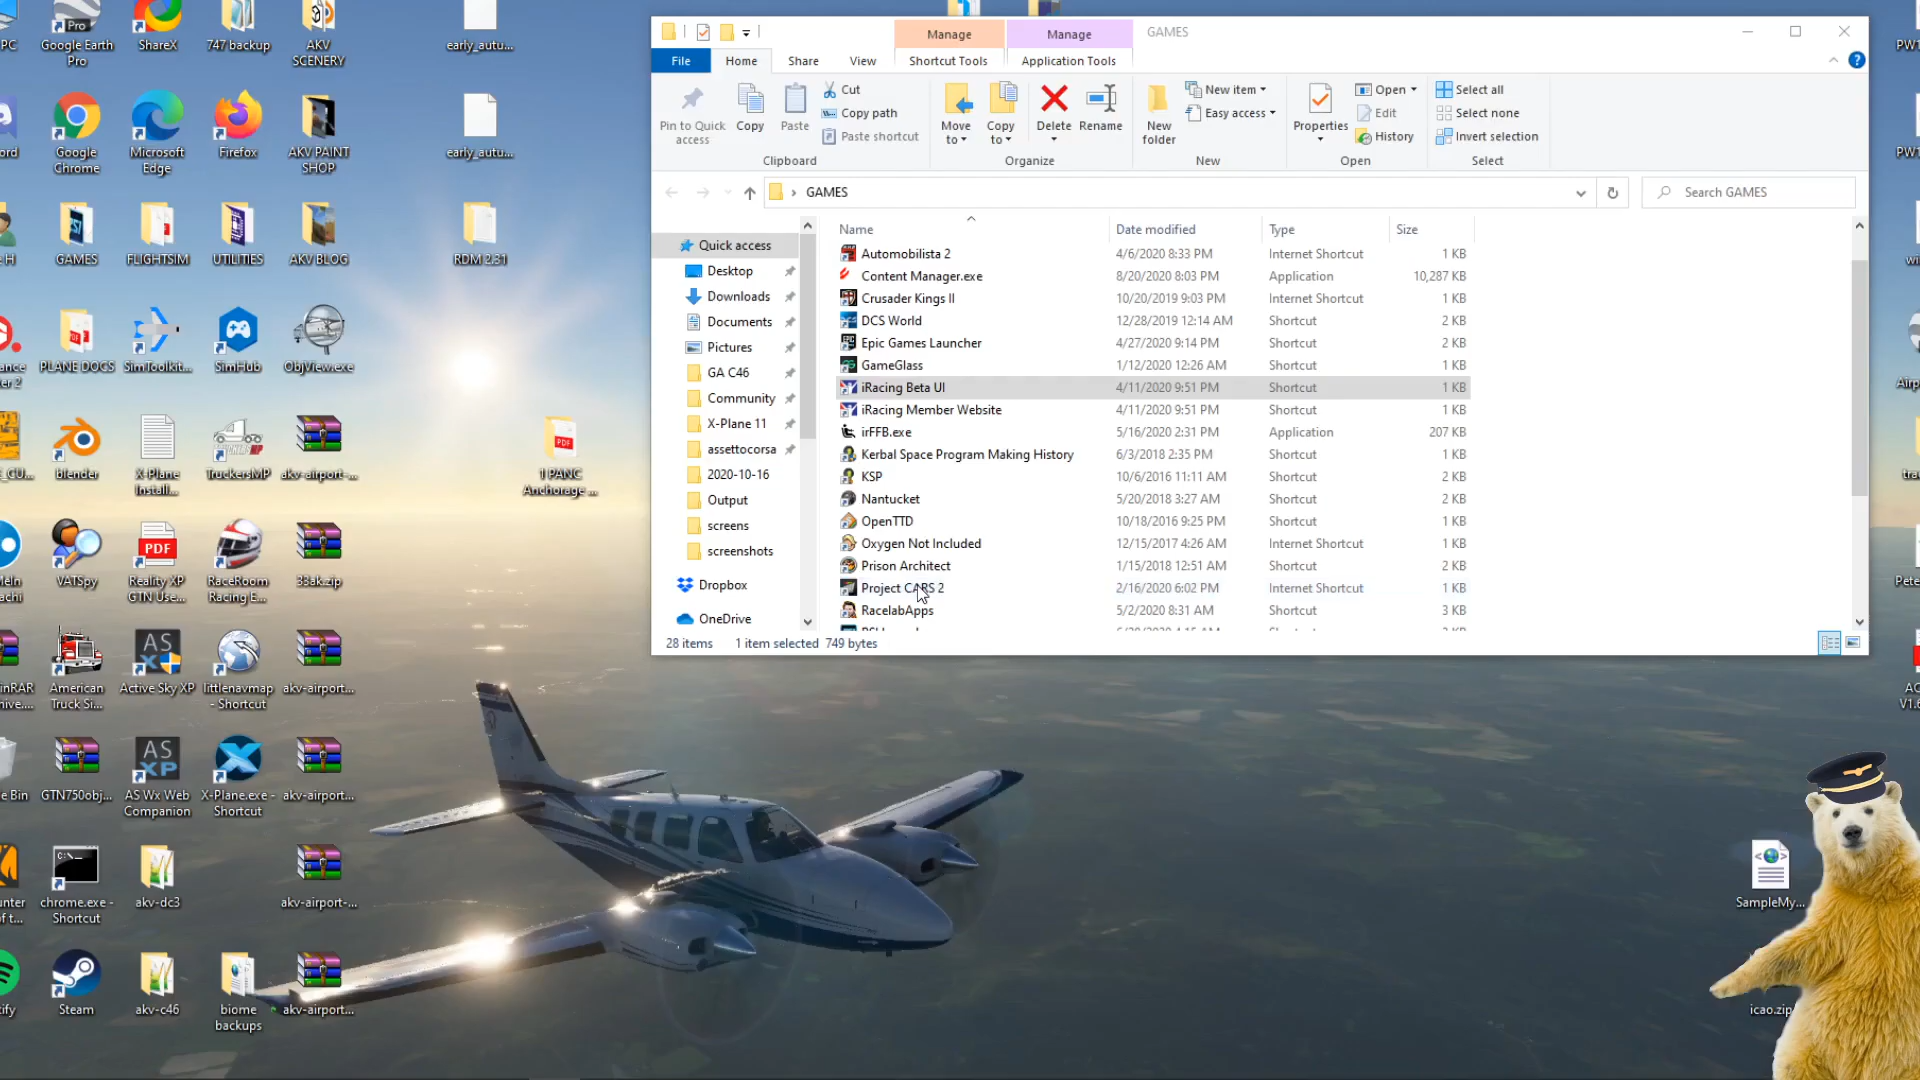 Manage
Manage
GAMES
File
Home
Share
View
Shortcut Tools
Application Tools
Pin to Quick access
Copy
Paste
Cut
Copy path
Paste shortcut
Clipboard
Move to
Copy to
Delete
Rename
Organize
New folder
New item
Easy access
New
Properties
Open
Edit
History
Open
Select all
Select none
Invert selection
Select
GAMES
Search GAMES
Quick access
Desktop
Downloads
Documents
Pictures
GA C46
Community
X-Plane 11
assettocorsa
2020-10-16
Output
screens
screenshots
Dropbox
OneDrive
Name Date modified Type Size
Automobilista 2 4/6/2020 8:33 PM Internet Shortcut 1 KB
Content Manager.exe 8/20/2020 8:03 PM Application 10,287 KB
Crusader Kings II 10/20/2019 9:03 PM Internet Shortcut 1 KB
DCS World 12/28/2019 12:14 AM Shortcut 2 KB
Epic Games Launcher 4/27/2020 9:14 PM Shortcut 2 KB
GameGlass 1/12/2020 12:26 AM Shortcut 1 KB
iRacing Beta UI 4/11/2020 9:51 PM Shortcut 1 KB
iRacing Member Website 4/11/2020 9:51 PM Shortcut 1 KB
irFFB.exe 5/16/2020 2:31 PM Application 207 KB
Kerbal Space Program Making History 6/3/2018 2:35 PM Shortcut 2 KB
KSP 10/6/2016 11:11 AM Shortcut 2 KB
Nantucket 5/20/2018 3:27 AM Shortcut 2 KB
OpenTTD 10/18/2016 9:25 PM Shortcut 1 KB
Oxygen Not Included 12/15/2017 4:26 AM Internet Shortcut 1 KB
Prison Architect 1/15/2018 12:51 AM Shortcut 2 KB
Project CARS 2 2/16/2020 6:02 PM Internet Shortcut 1 KB
RacelabApps 5/2/2020 8:31 AM Shortcut 3 KB
28 items 1 item selected 749 bytes
PC
Google Earth Pro
ShareX
747 backup
AKV SCENERY
early_autu...
ord
Google Chrome
Microsoft Edge
Firefox
AKV PAINT SHOP
early_autu...
e H
GAMES
FLIGHTSIM
UTILITIES
AKV BLOG
RDM 2.31
PLANE DOCS
SimToolkit...
SimHub
ObjView.exe
blender
X-Plane Install...
TruckersMP
akv-airport-...
1 PANC Anchorage ...
VATSpy
PDF
Reality XP GTN Use...
RaceRoom Racing E...
33ak.zip
American Truck Si...
AS XP
Active Sky XP
littlenavmap - Shortcut
akv-airport...
e Bin
GTN750obj...
AS XP
AS Wx Web Companion
X-Plane.exe - Shortcut
akv-airport...
chrome.exe - Shortcut
akv-dc3
akv-airport-...
tify
Steam
akv-c46
biome backups
akv-airport...
SampleMy...
icao.zip